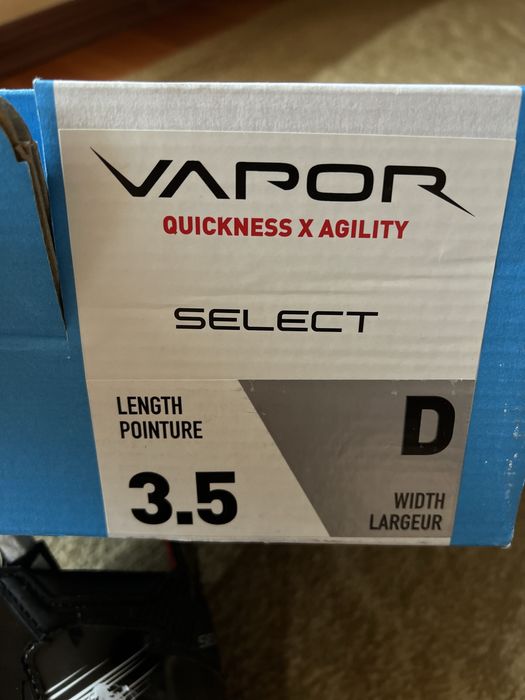 VAPOR
QUICKNESS X AGILITY
SELECT
LENGTH
POINTURE
3.5
D
WIDTH
LARGEUR